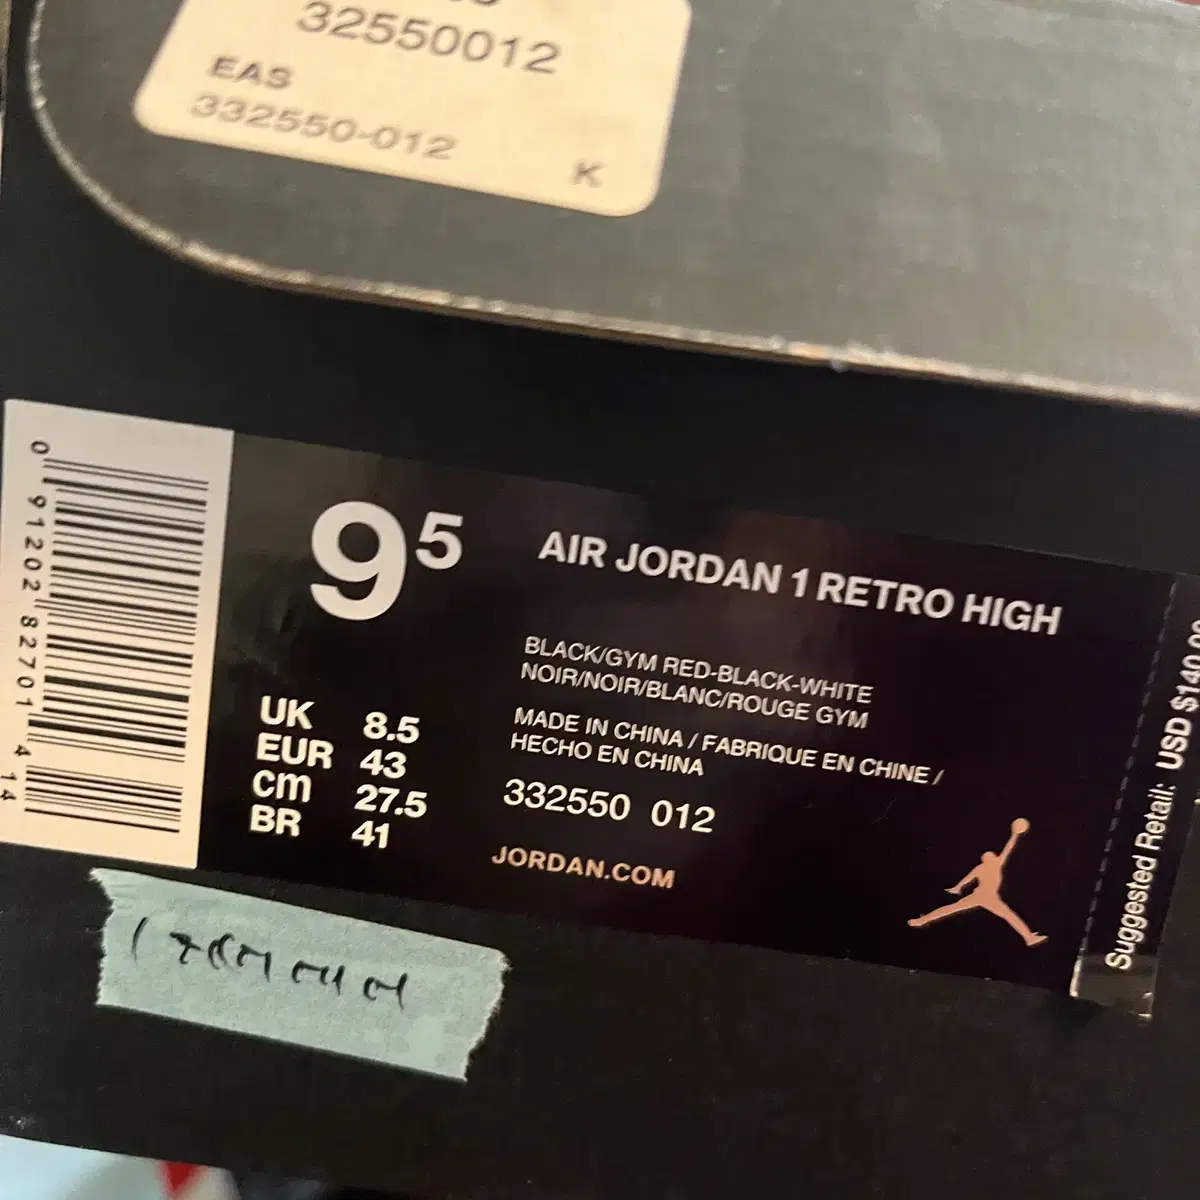 32550012
EAS
332550-012
K
0 91202 82701 4 14
9⁵
AIR JORDAN 1 RETRO HIGH
BLACK/GYM RED-BLACK-WHITE
NOIR/NOIR/BLANC/ROUGE GYM
MADE IN CHINA / FABRIQUE EN CHINE /
HECHO EN CHINA
332550 012
JORDAN.COM
UK 8.5
EUR 43
cm 27.5
BR 41
Suggested Retail: USD $140.00